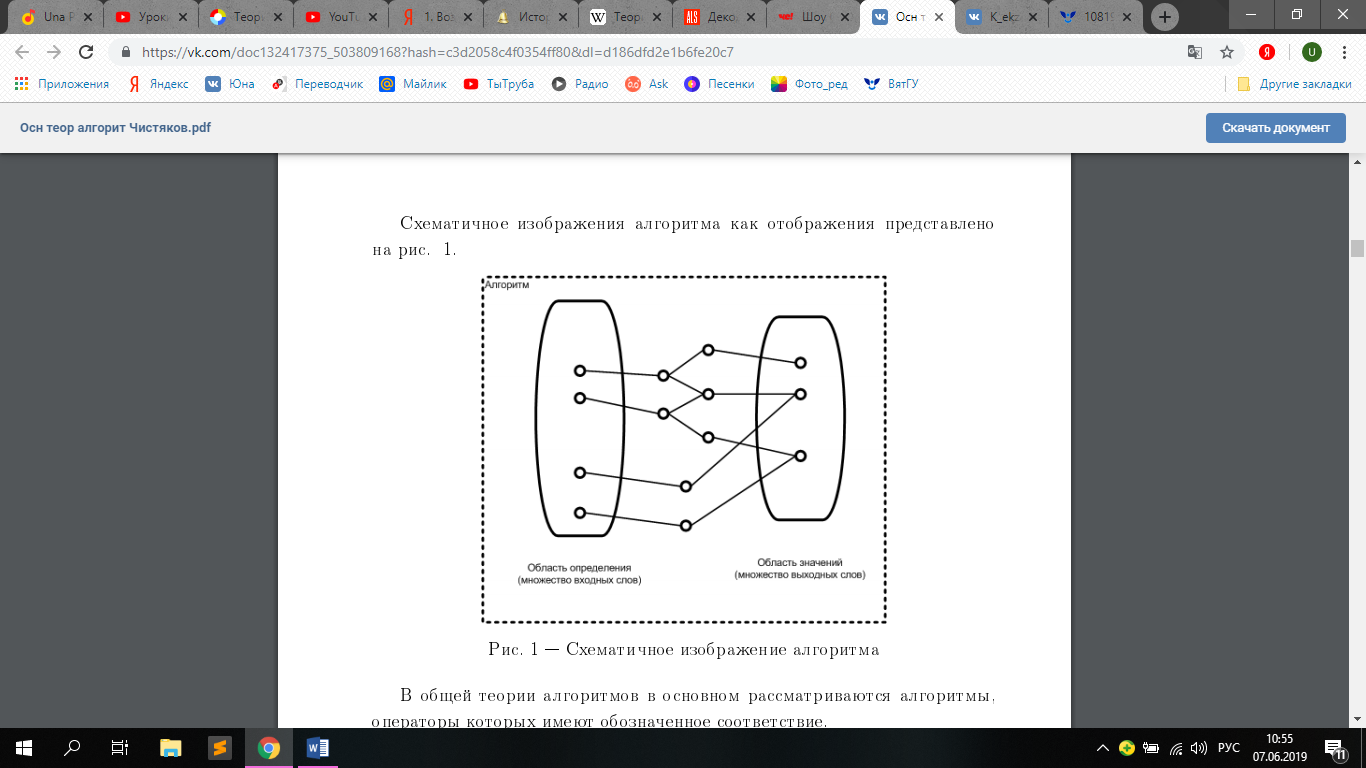 Una P
Уроки
Теори
YouTu
1. Воз
Истор
Теори
Декор
Шоу
Осн т
K_ekz
10819
U
https://vk.com/doc132417375_503809168?hash=c3d2058c4f0354ff80&dl=d186dfd2e1b6fe20c7
Приложения Яндекс Юна Переводчик Майлик ТыТруба Радио Ask Песенки Фото_ред ВятГУ Другие закладки
Осн теор алгорит Чистяков.pdf Скачать документ
Схематичное изображения алгоритма как отображения представлено
на рис. 1.
Алгоритм
Область определения
(множество входных слов)
Область значений
(множество выходных слов)
Рис. 1 — Схематичное изображение алгоритма
В общей теории алгоритмов в основном рассматриваются алгоритмы,
операторы которых имеют обозначенное соответствие.
РУС
10:55
07.06.2019
11